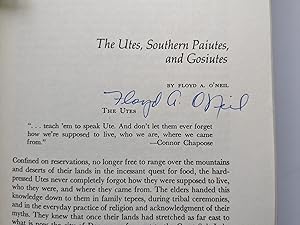 The Utes, Southern Paiutes,
and Gosiutes
BY FLOYD A. O'NEIL
Floyd A. O'Neil
THE UTES
". . . teach 'em to speak Ute. And don't let them ever forget
how we're supposed to live, who we are, where we came
from."
—Connor Chapoose
Confined on reservations, no longer free to range over the mountains
and deserts of their lands in the incessant quest for food, the hard-
pressed Utes never completely forgot how they were supposed to live,
who they were, and where they came from. The elders handed this
knowledge down to them in family tepees, during tribal ceremonies,
and in the everyday practice of religion and acknowledgment of their
myths. They knew that once their lands had stretched as far east to
what is now the city of